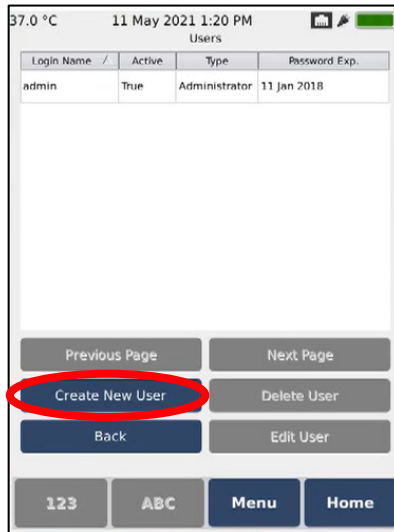 37.0 °C 11 May 2021 1:20 PM
Users
Login Name Active Type Password Exp.
admin True Administrator 11 Jan 2018
Previous Page Next Page
Create New User Delete User
Back Edit User
123 ABC Menu Home